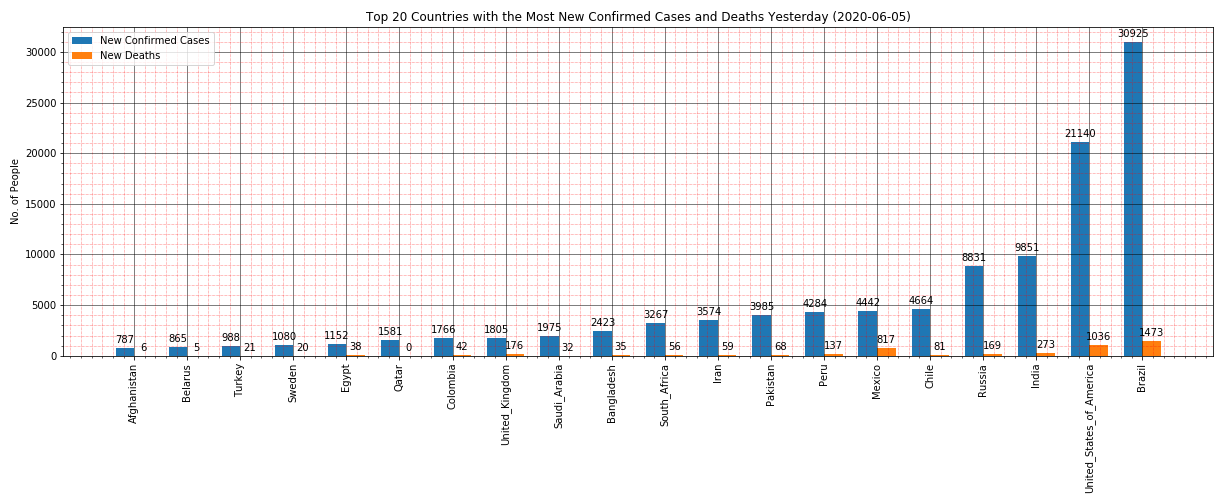 Top 20 Countries with the Most New Confirmed Cases and Deaths Yesterday (2020-06-05)
New Confirmed Cases
New Deaths
No. of People
30000
25000
20000
15000
10000
5000
0
787
6
865
5
988
21
1080
20
1152
38
1581
0
1766
42
1805
176
1975
32
2423
35
3267
56
3574
59
3985
68
4284
137
4442
817
4664
81
8831
169
9851
273
21140
1036
30925
1473
Afghanistan
Belarus
Turkey
Sweden
Egypt
Qatar
Colombia
United_Kingdom
Saudi_Arabia
Bangladesh
South_Africa
Iran
Pakistan
Peru
Mexico
Chile
Russia
India
United_States_of_America
Brazil